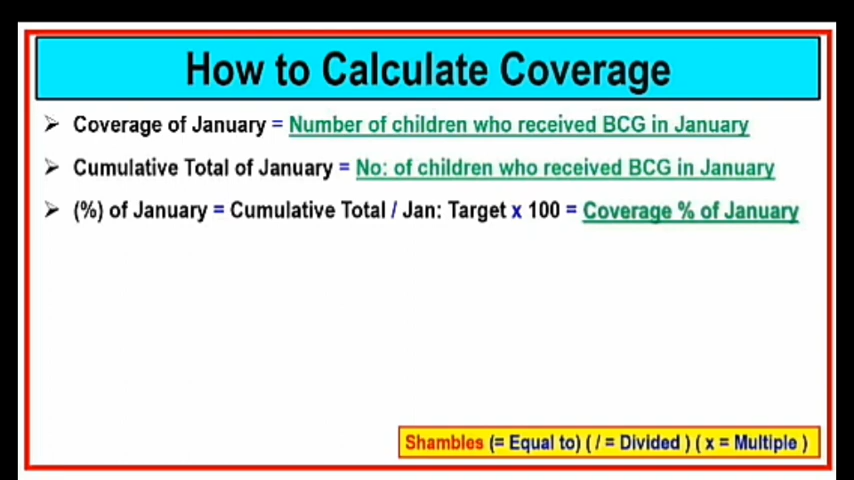 How to Calculate Coverage
➢ Coverage of January = Number of children who received BCG in January
➢ Cumulative Total of January = No: of children who received BCG in January
➢ (%) of January = Cumulative Total / Jan: Target x 100 = Coverage % of January
Shambles (= Equal to) ( / = Divided ) ( x = Multiple )